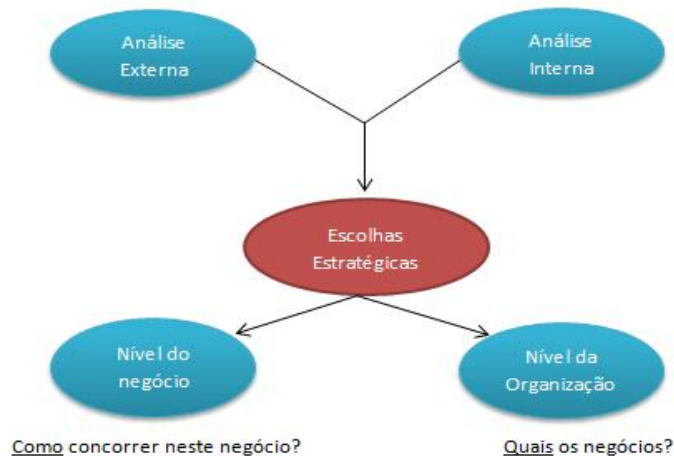 Análise
Externa
Análise
Interna
Escolhas
Estratégicas
Nível do
negócio
Nível da
Organização
Como concorrer neste negócio?
Quais os negócios?